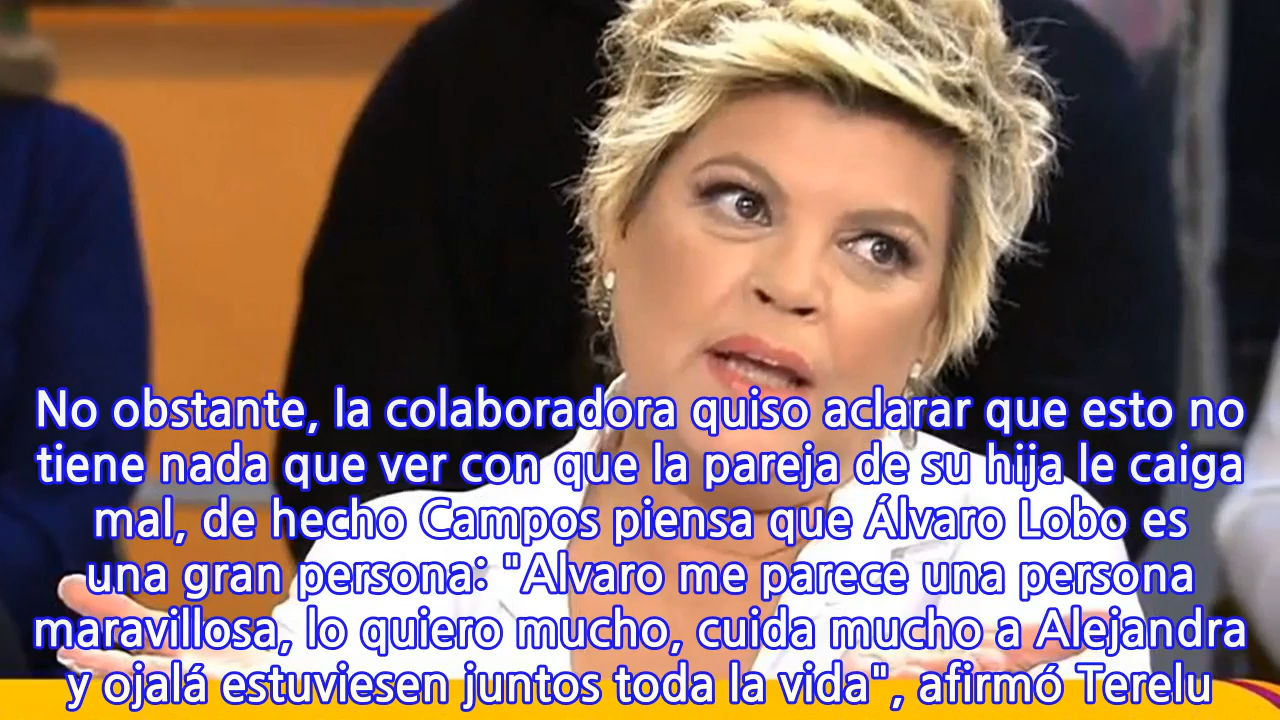 No obstante, la colaboradora quiso aclarar que esto no
tiene nada que ver con que la pareja de su hija le caiga
mal, de hecho Campos piensa que Álvaro Lobo es
una gran persona: "Alvaro me parece una persona
maravillosa, lo quiero mucho, cuida mucho a Alejandra
y ojalá estuviesen juntos toda la vida", afirmó Terelu